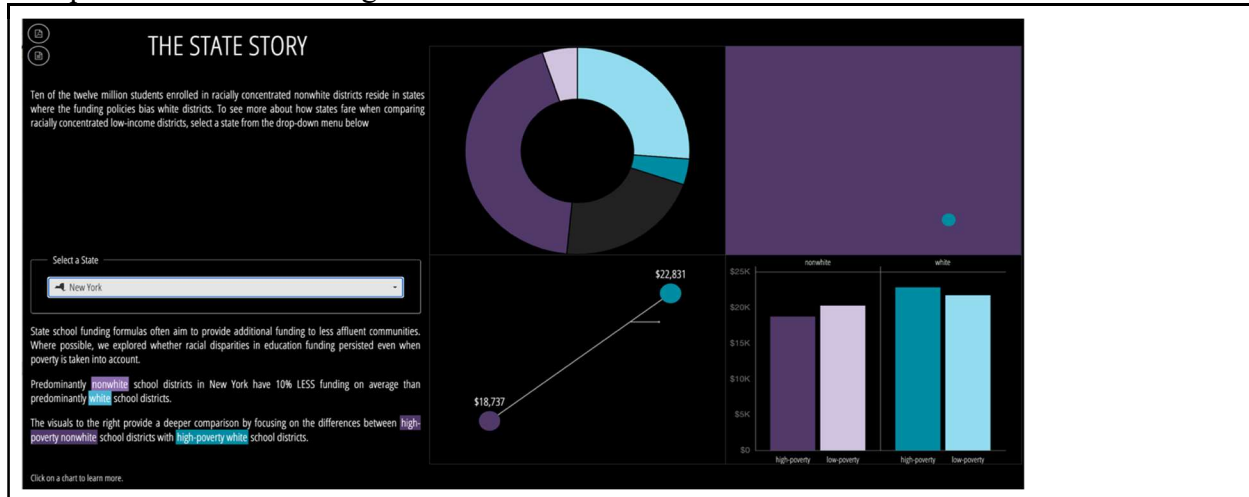 THE STATE STORY
Ten of the twelve million students enrolled in racially concentrated nonwhite districts reside in states
where the funding policies bias white districts. To see more about how states fare when comparing
racially concentrated low-income districts, select a state from the drop-down menu below
Select a State
New York
State school funding formulas often aim to provide additional funding to less affluent communities.
Where possible, we explored whether racial disparities in education funding persisted even when
poverty is taken into account.
Predominantly nonwhite school districts in New York have 10% LESS funding on average than
predominantly white school districts.
The visuals to the right provide a deeper comparison by focusing on the differences between high-
poverty nonwhite school districts with high-poverty white school districts.
Click on a chart to learn more.
$22,831
$18,737
nonwhite white
$25K
$20K
$15K
$10K
$5K
$0
high-poverty low-poverty high-poverty low-poverty